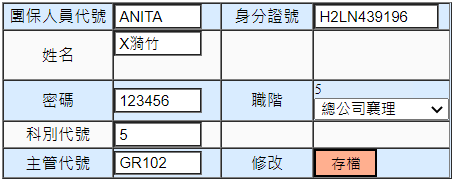 團保人員代號 ANITA 身分證號 H2LN439196
姓名 X漪竹
密碼 123456 職階 5
總公司襄理
科別代號 5
主管代號 GR102 修改 存檔